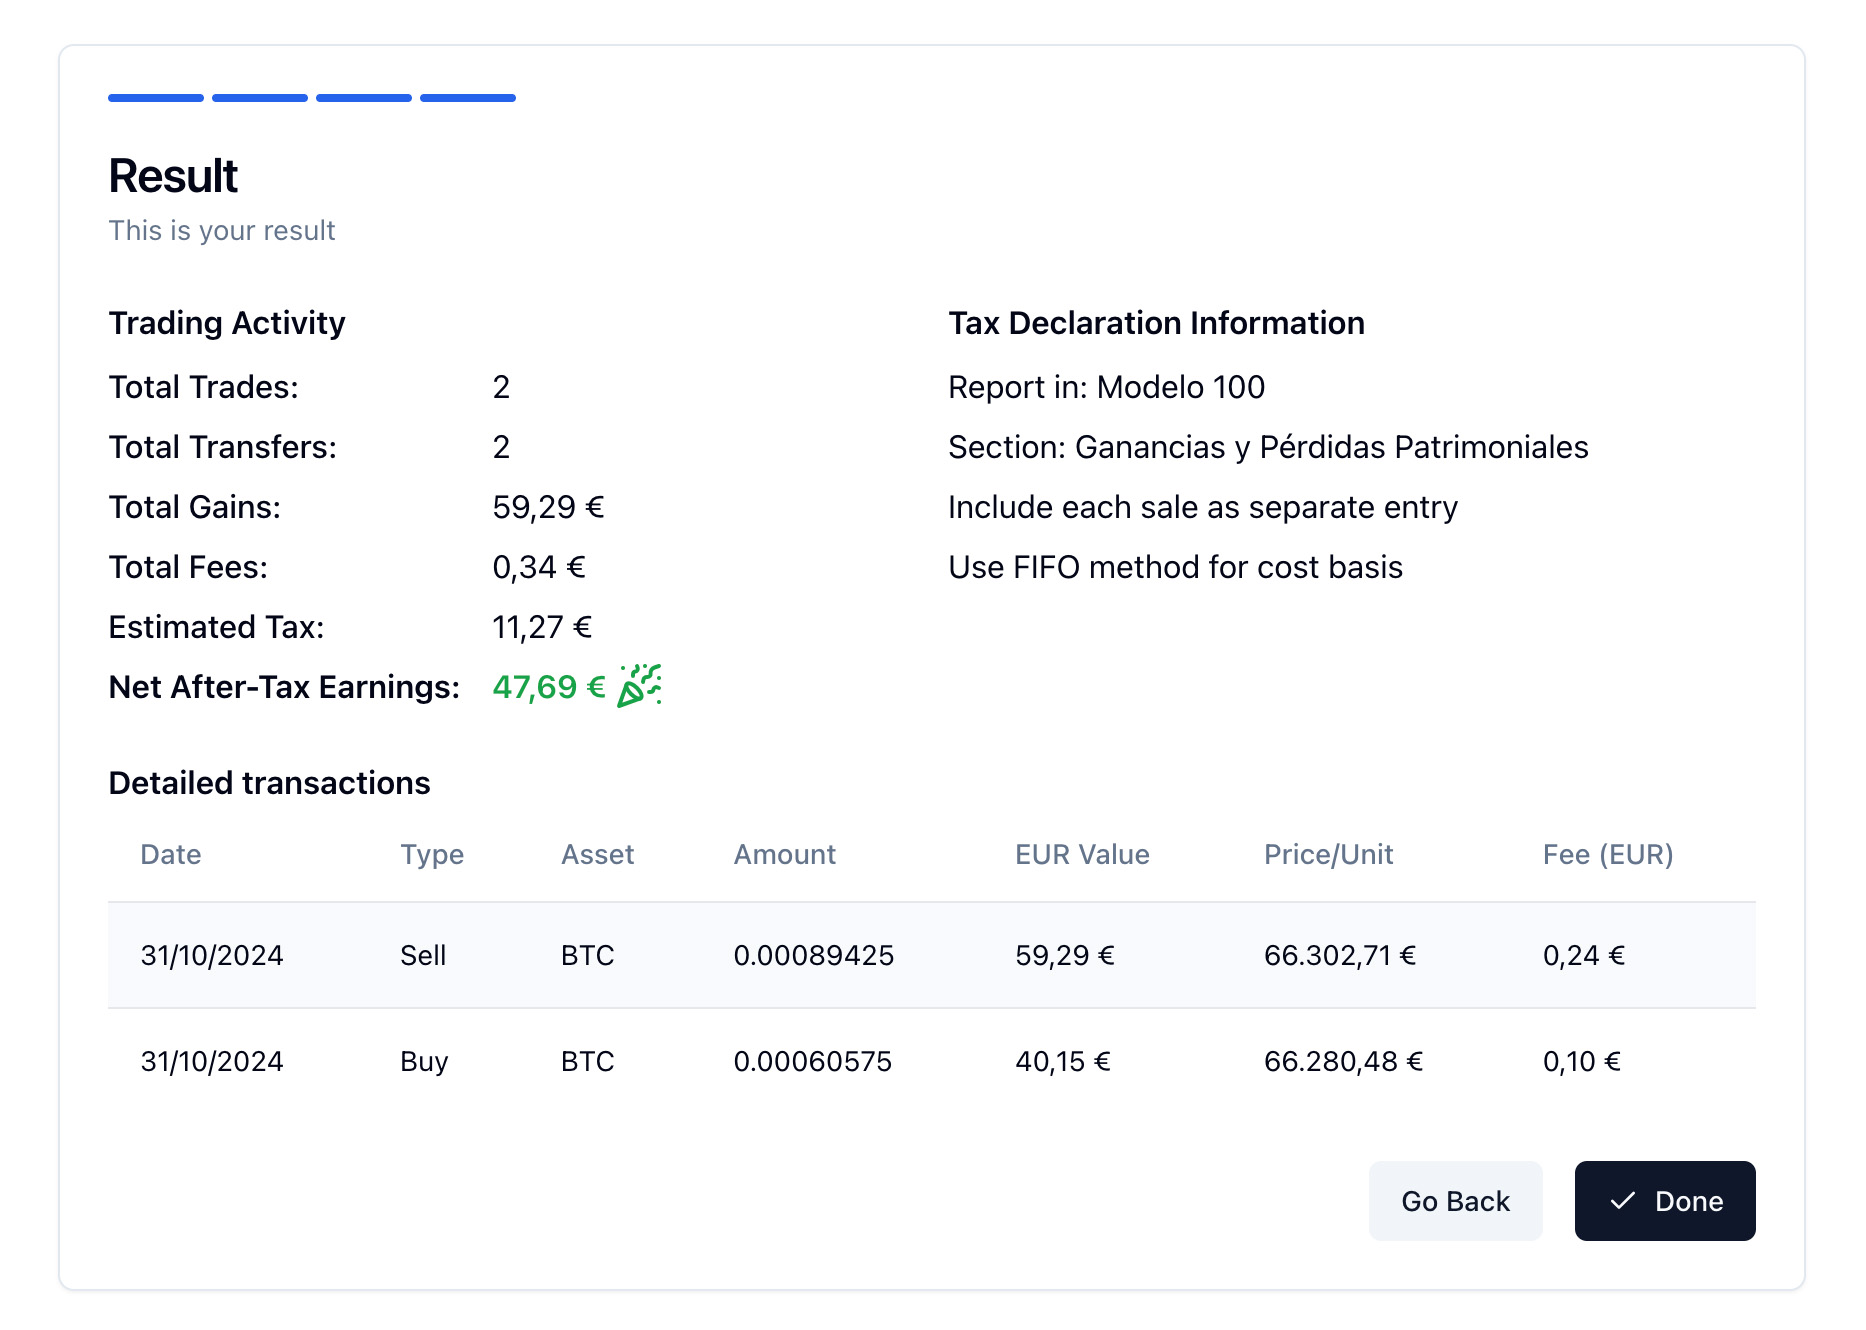 Result
This is your result
Trading Activity
Total Trades: 2
Total Transfers: 2
Total Gains: 59,29 €
Total Fees: 0,34 €
Estimated Tax: 11,27 €
Net After-Tax Earnings: 47,69 €
Tax Declaration Information
Report in: Modelo 100
Section: Ganancias y Pérdidas Patrimoniales
Include each sale as separate entry
Use FIFO method for cost basis
Detailed transactions
Date Type Asset Amount EUR Value Price/Unit Fee (EUR)
31/10/2024 Sell BTC 0.00089425 59,29 € 66.302,71 € 0,24 €
31/10/2024 Buy BTC 0.00060575 40,15 € 66.280,48 € 0,10 €
Go Back Done